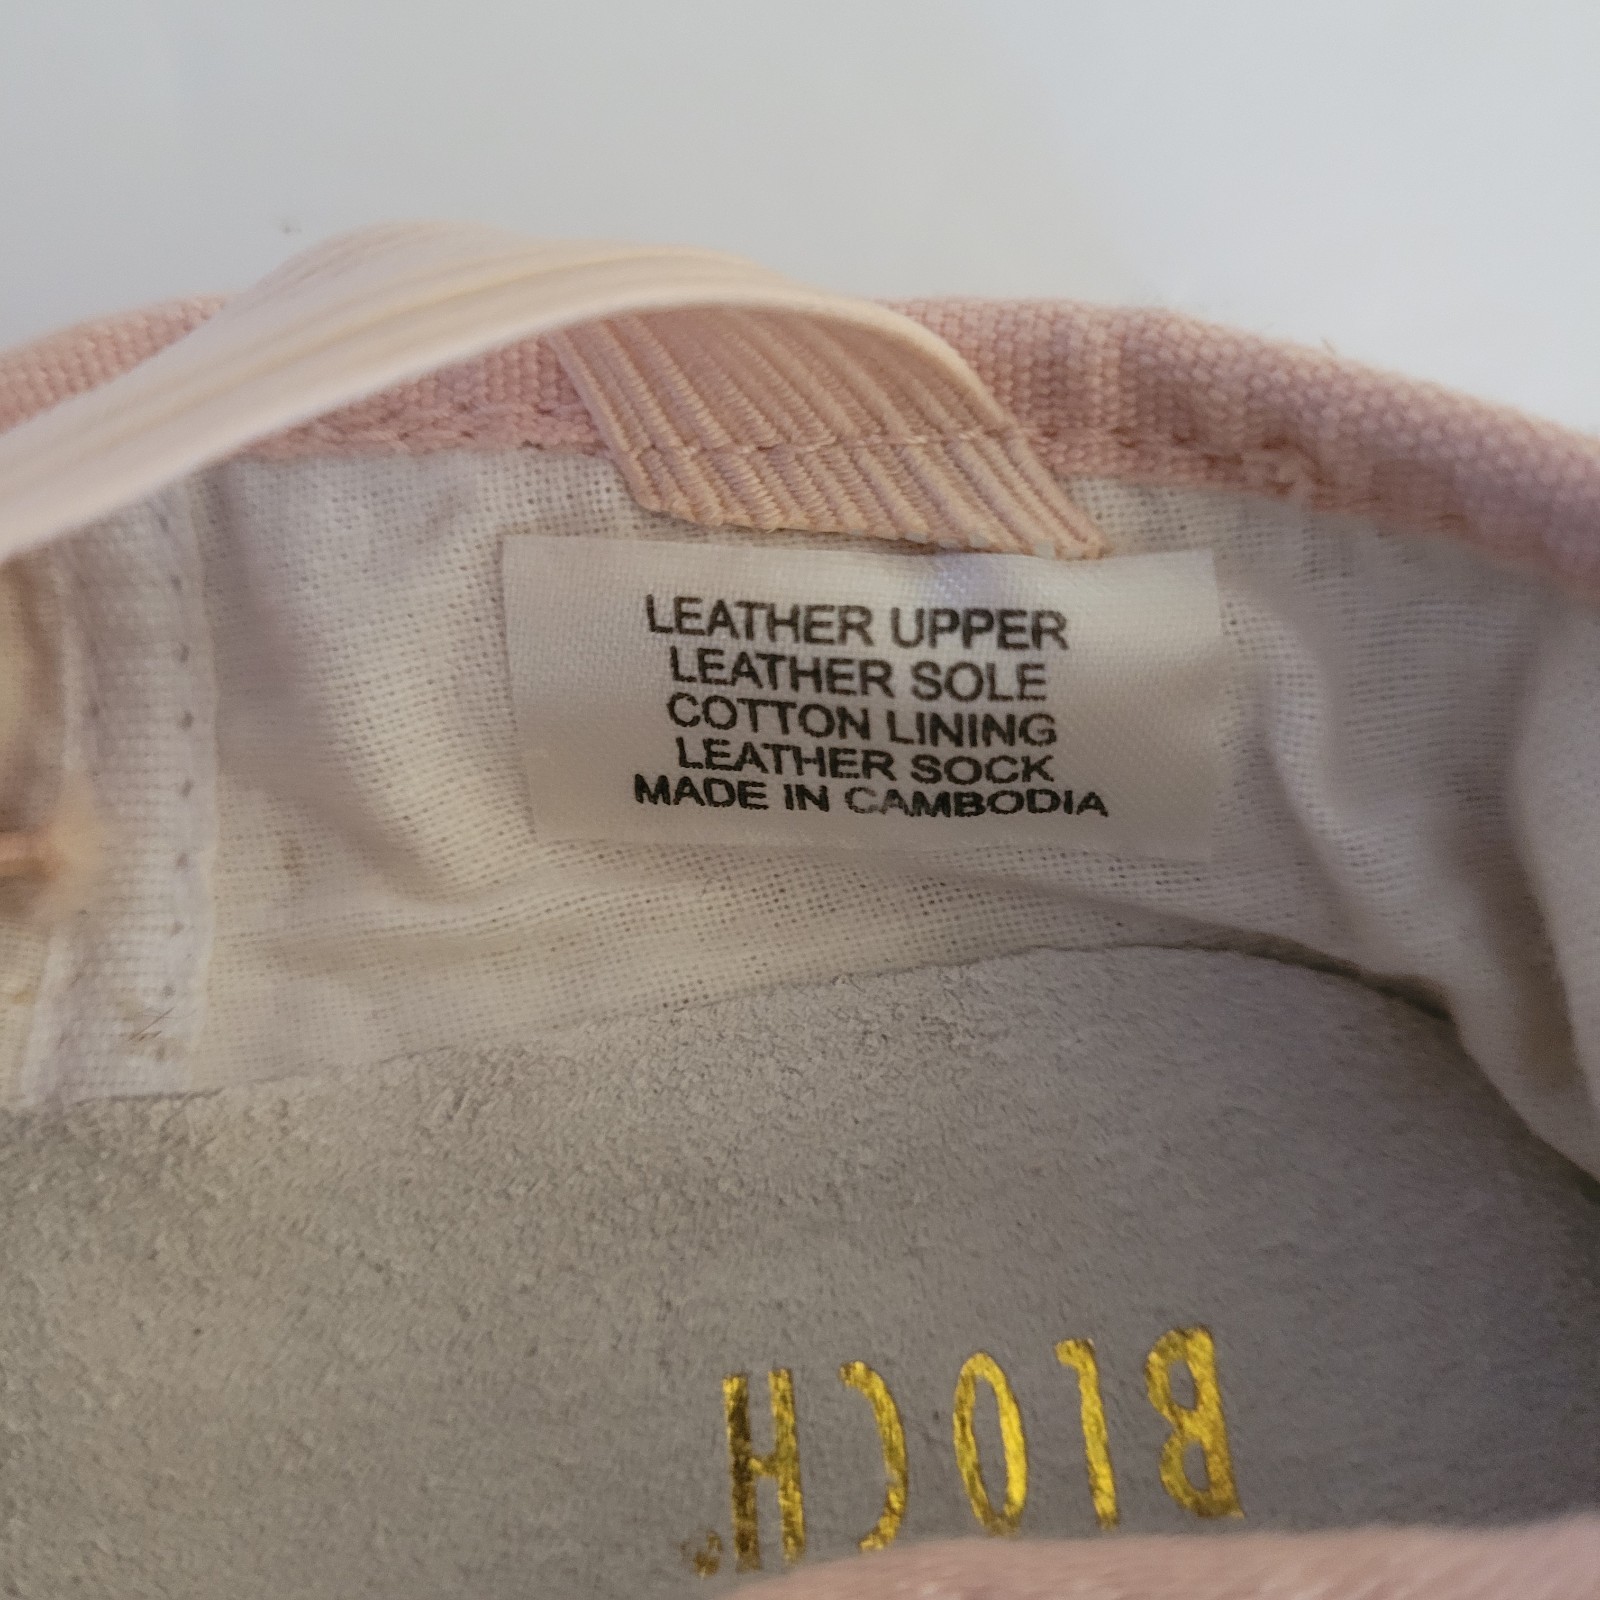 LEATHER UPPER
LEATHER SOLE
COTTON LINING
LEATHER SOCK
MADE IN CAMBODIA
BLOCH